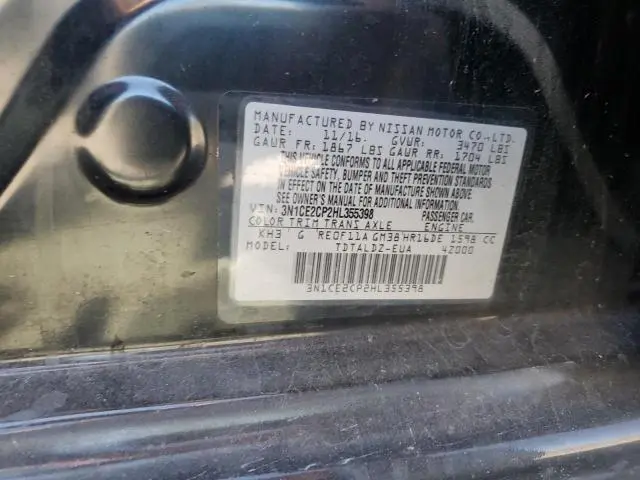 MANUFACTURED BY NISSAN MOTOR CO.,LTD.
DATE: 11/16. GVWR: 3470 LBS
GAWR FR: 1867 LBS GAWR RR: 1704 LBS
THIS VEHICLE CONFORMS TO ALL APPLICABLE FEDERAL MOTOR
VEHICLE SAFETY, BUMPER AND THEFT PREVENTION STANDARDS
IN EFFECT ON THE DATE OF MANUFACTURE SHOWN ABOVE.
SEE OWNER'S MANUAL FOR ADDITIONAL INFORMATION
VIN: 3N1CE2CP2HL355398 PASSENGER CAR
COLOR TRIM TRANS AXLE ENGINE
KH3 G RE0F11A GM38 HR16DE 1598 CC
MODEL: TDTALDZ-EUA 42000
3N1CE2CP2HL355398